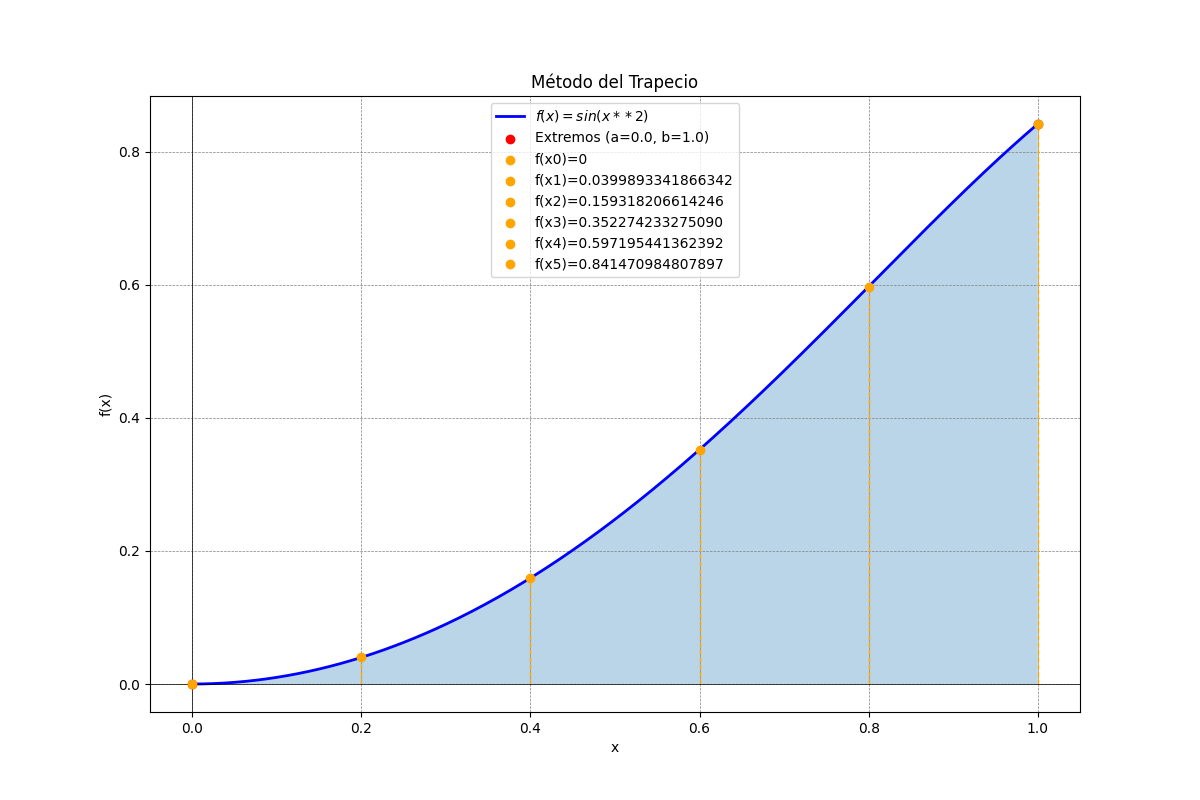 Método del Trapecio
f(x) = sin(x * * 2)
Extremos (a=0.0, b=1.0)
f(x0)=0
f(x1)=0.0399893341866342
f(x2)=0.159318206614246
f(x3)=0.352274233275090
f(x4)=0.597195441362392
f(x5)=0.841470984807897
f(x)
0.8
0.6
0.4
0.2
0.0
0.0 0.2 0.4 0.6 0.8 1.0
x